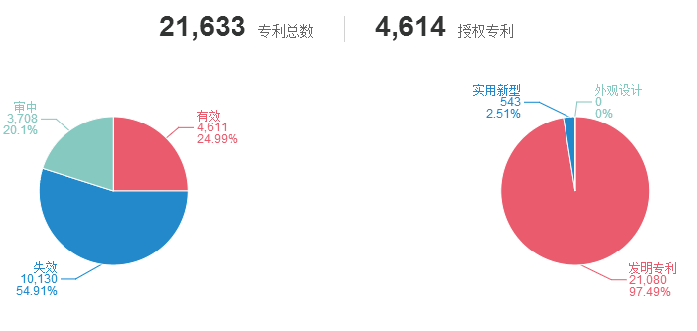 21,633 专利总数
4,614 授权专利
审中
3,708
20.1%
有效
4,611
24.99%
失效
10,130
54.91%
实用新型
543
2.51%
外观设计
0
0%
发明专利
21,080
97.49%